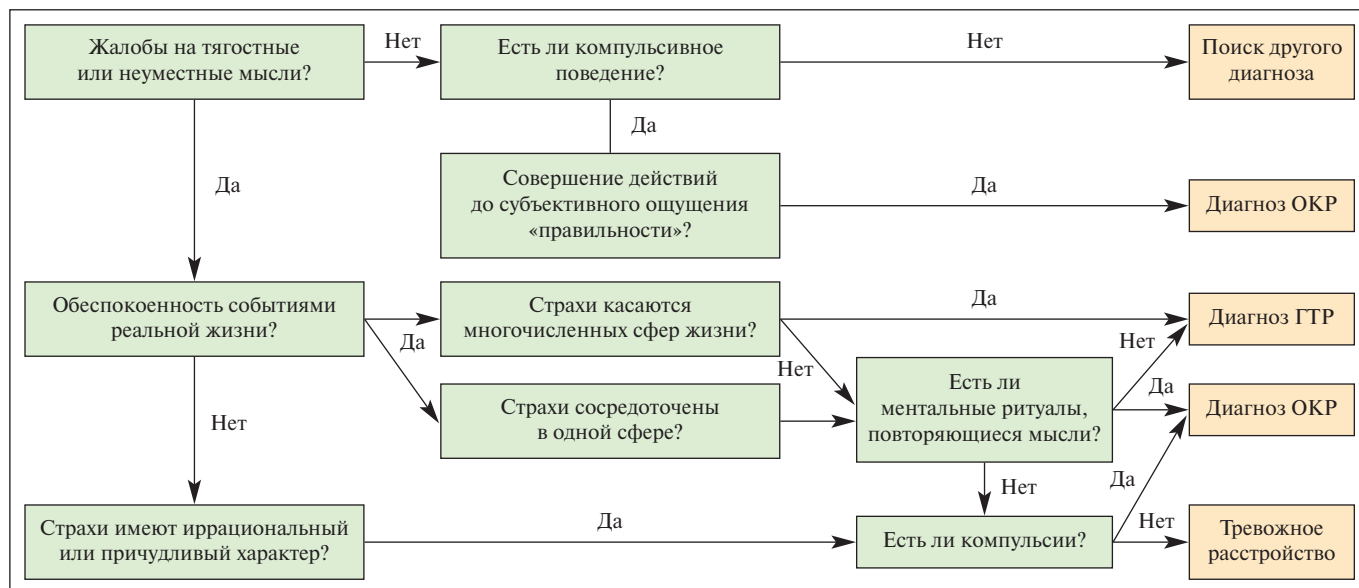 Жалобы на тягостные
или неуместные мысли?
Нет
Есть ли компульсивное
поведение?
Нет
Поиск другого
диагноза
Да
Да
Совершение действий
до субъективного ощущения
«правильности»?
Да
Диагноз ОКР
Обеспокоенность событиями
реальной жизни?
Да
Страхи касаются
многочисленных сфер жизни?
Да
Диагноз ГТР
Нет
Нет
Нет
Страхи сосредоточены
в одной сфере?
Есть ли
ментальные ритуалы,
повторяющиеся мысли?
Да
Диагноз ОКР
Нет
Да
Страхи имеют иррациональный
или причудливый характер?
Да
Есть ли компульсии?
Нет
Тревожное
расстройство